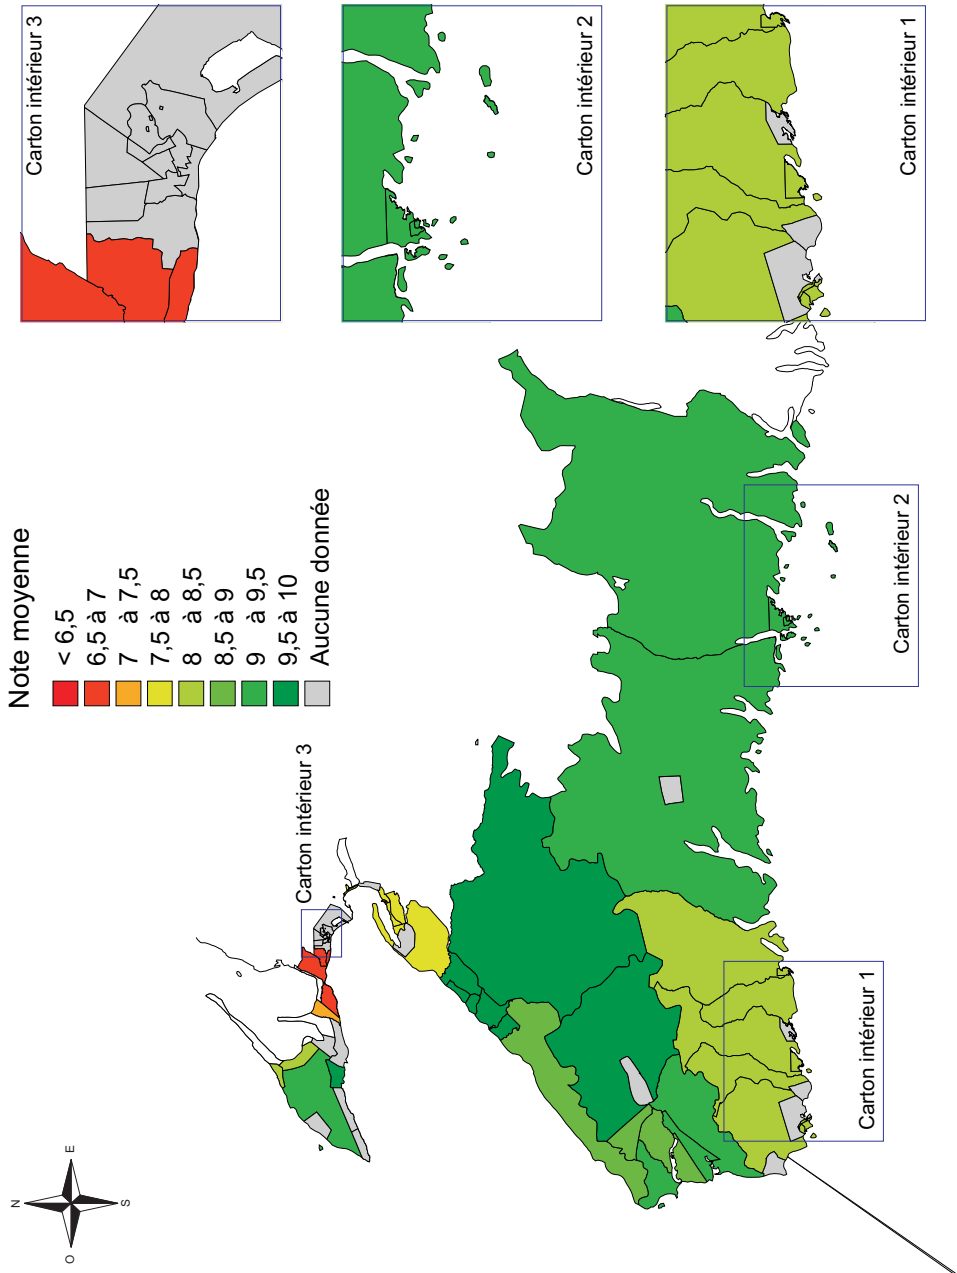 Note moyenne
< 6,5
6,5 à 7
7 à 7,5
7,5 à 8
8 à 8,5
8,5 à 9
9 à 9,5
9,5 à 10
Aucune donnée
Carton intérieur 3
Carton intérieur 2
Carton intérieur 1
Carton intérieur 3
Carton intérieur 2
Carton intérieur 1
N
E
S
O